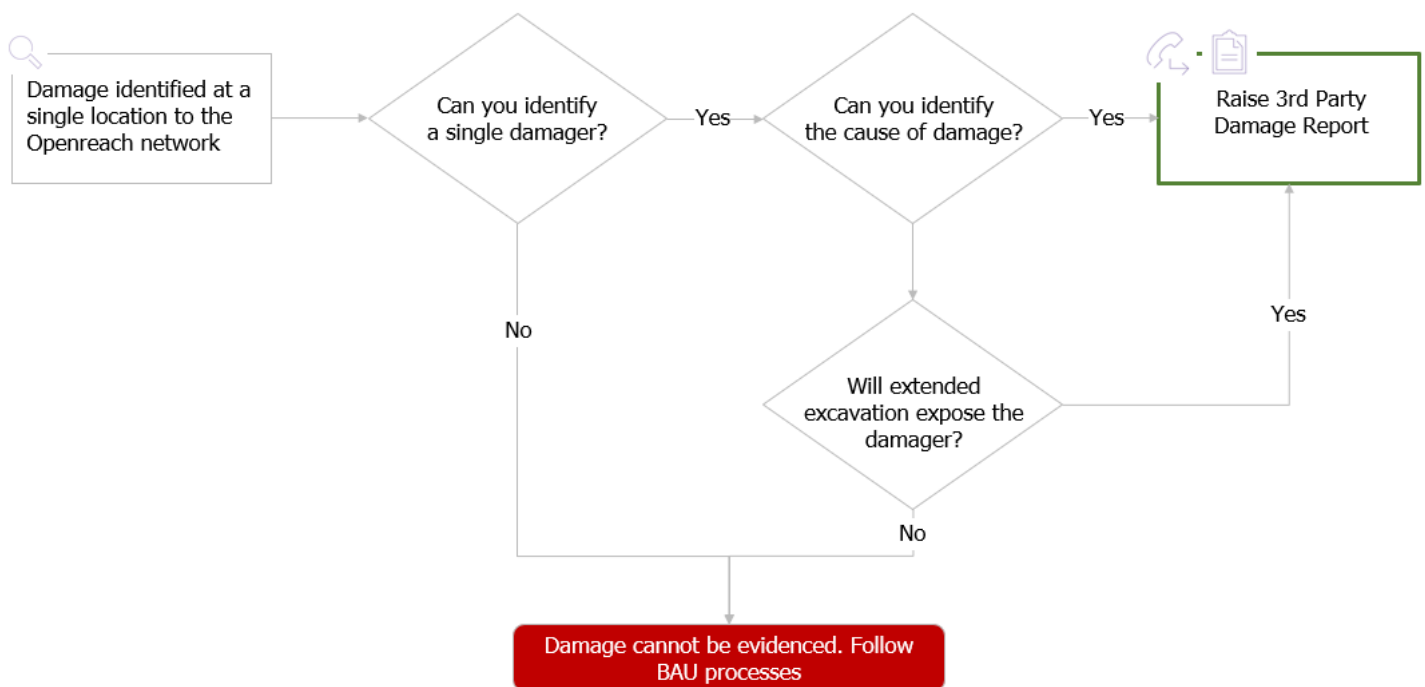 Damage identified at a
single location to the
Openreach network
Can you identify
a single damager?
Yes
Can you identify
the cause of damage?
Yes
Raise 3rd Party
Damage Report
No
Yes
Will extended
excavation expose the
damager?
No
Damage cannot be evidenced. Follow
BAU processes